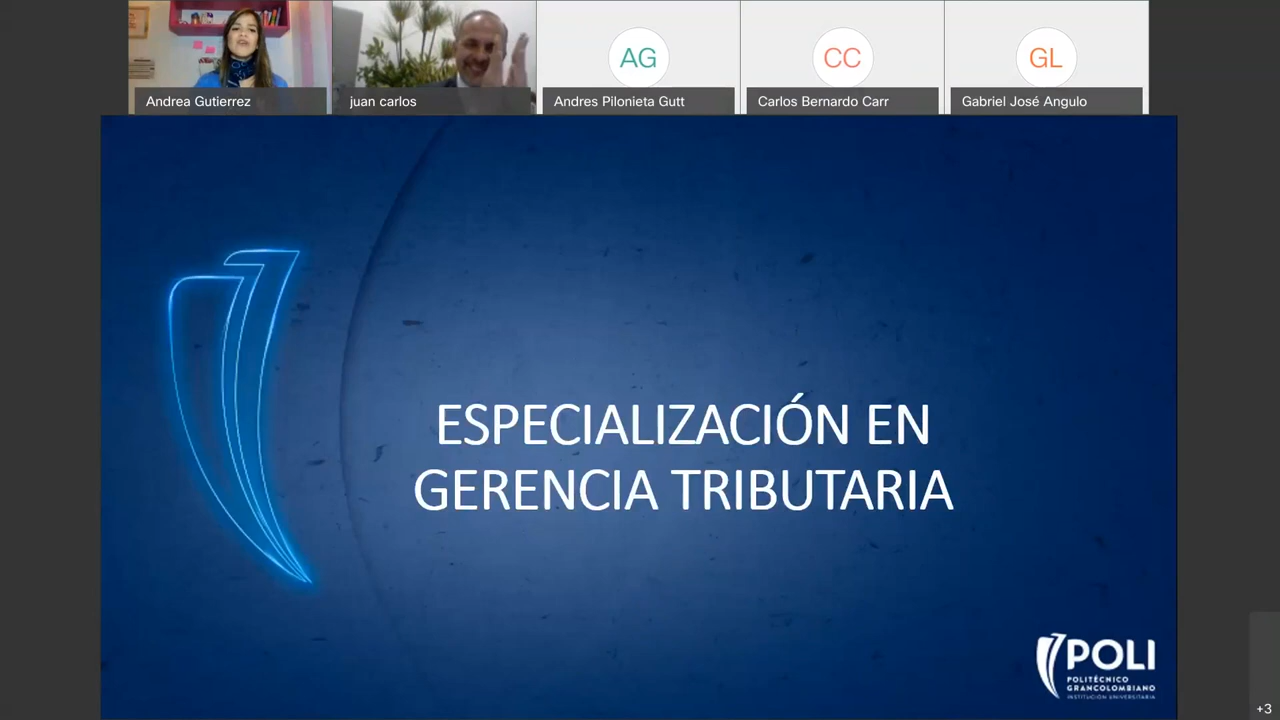 Andrea Gutierrez
juan carlos
AG
Andres Pilonieta Gutt
CC
Carlos Bernardo Carr
GL
Gabriel José Angulo
ESPECIALIZACIÓN EN
GERENCIA TRIBUTARIA
POLI
POLITÉCNICO
GRANCOLOMBIANO
INSTITUCIÓN UNIVERSITARIA
+3